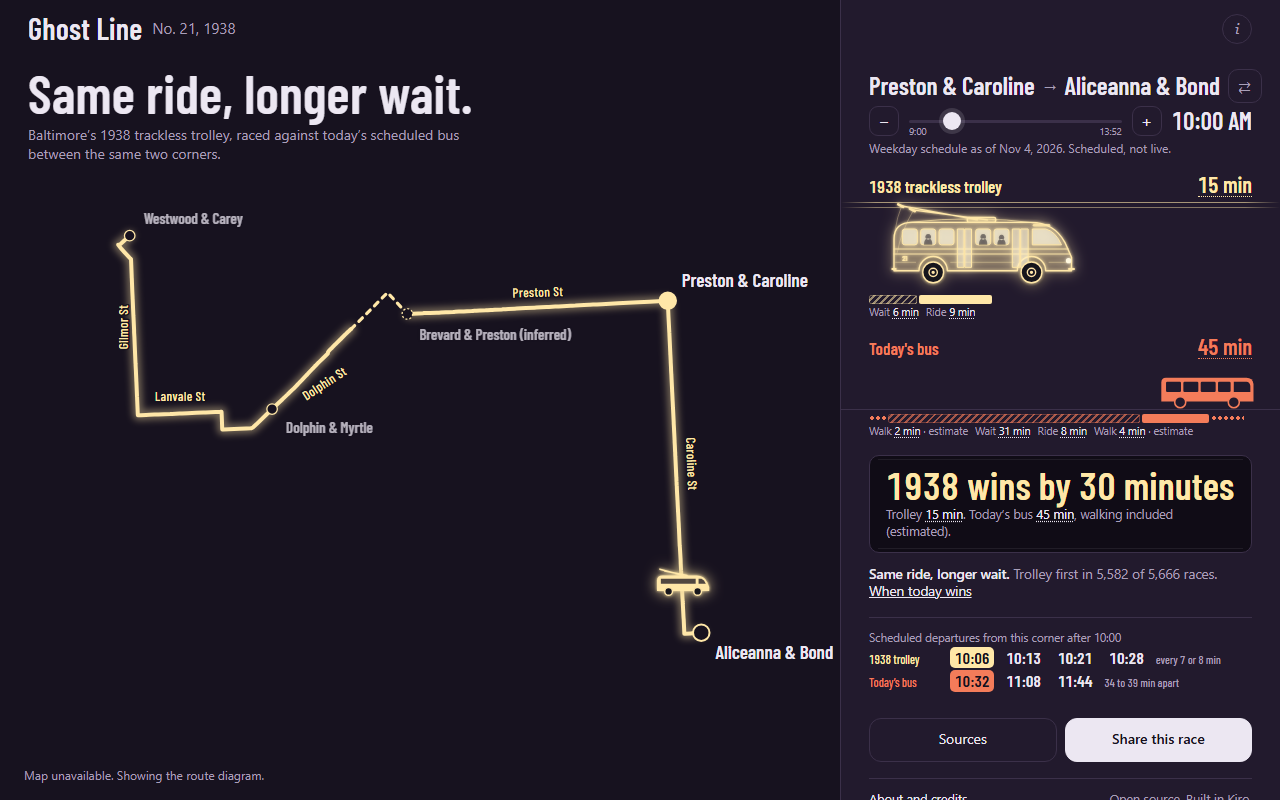 Ghost Line No. 21, 1938
i
Same ride, longer wait.
Baltimore's 1938 trackless trolley, raced against today's scheduled bus
between the same two corners.
Westwood & Carey
Gilmor St
Lanvale St
Dolphin St
Dolphin & Myrtle
Preston St
Brevard & Preston (inferred)
Preston & Caroline
Caroline St
Aliceanna & Bond
Map unavailable. Showing the route diagram.
Preston & Caroline → Aliceanna & Bond ⇄
− 9:00 13:52 + 10:00 AM
Weekday schedule as of Nov 4, 2026. Scheduled, not live.
1938 trackless trolley 15 min
Wait 6 min Ride 9 min
Today's bus 45 min
Walk 2 min · estimate Wait 31 min Ride 8 min Walk 4 min · estimate
1938 wins by 30 minutes
Trolley 15 min. Today's bus 45 min, walking included
(estimated).
Same ride, longer wait. Trolley first in 5,582 of 5,666 races.
When today wins
Scheduled departures from this corner after 10:00
1938 trolley 10:06 10:13 10:21 10:28 every 7 or 8 min
Today's bus 10:32 11:08 11:44 34 to 39 min apart
Sources Share this race
About and credits Open source. Built in Kiro.